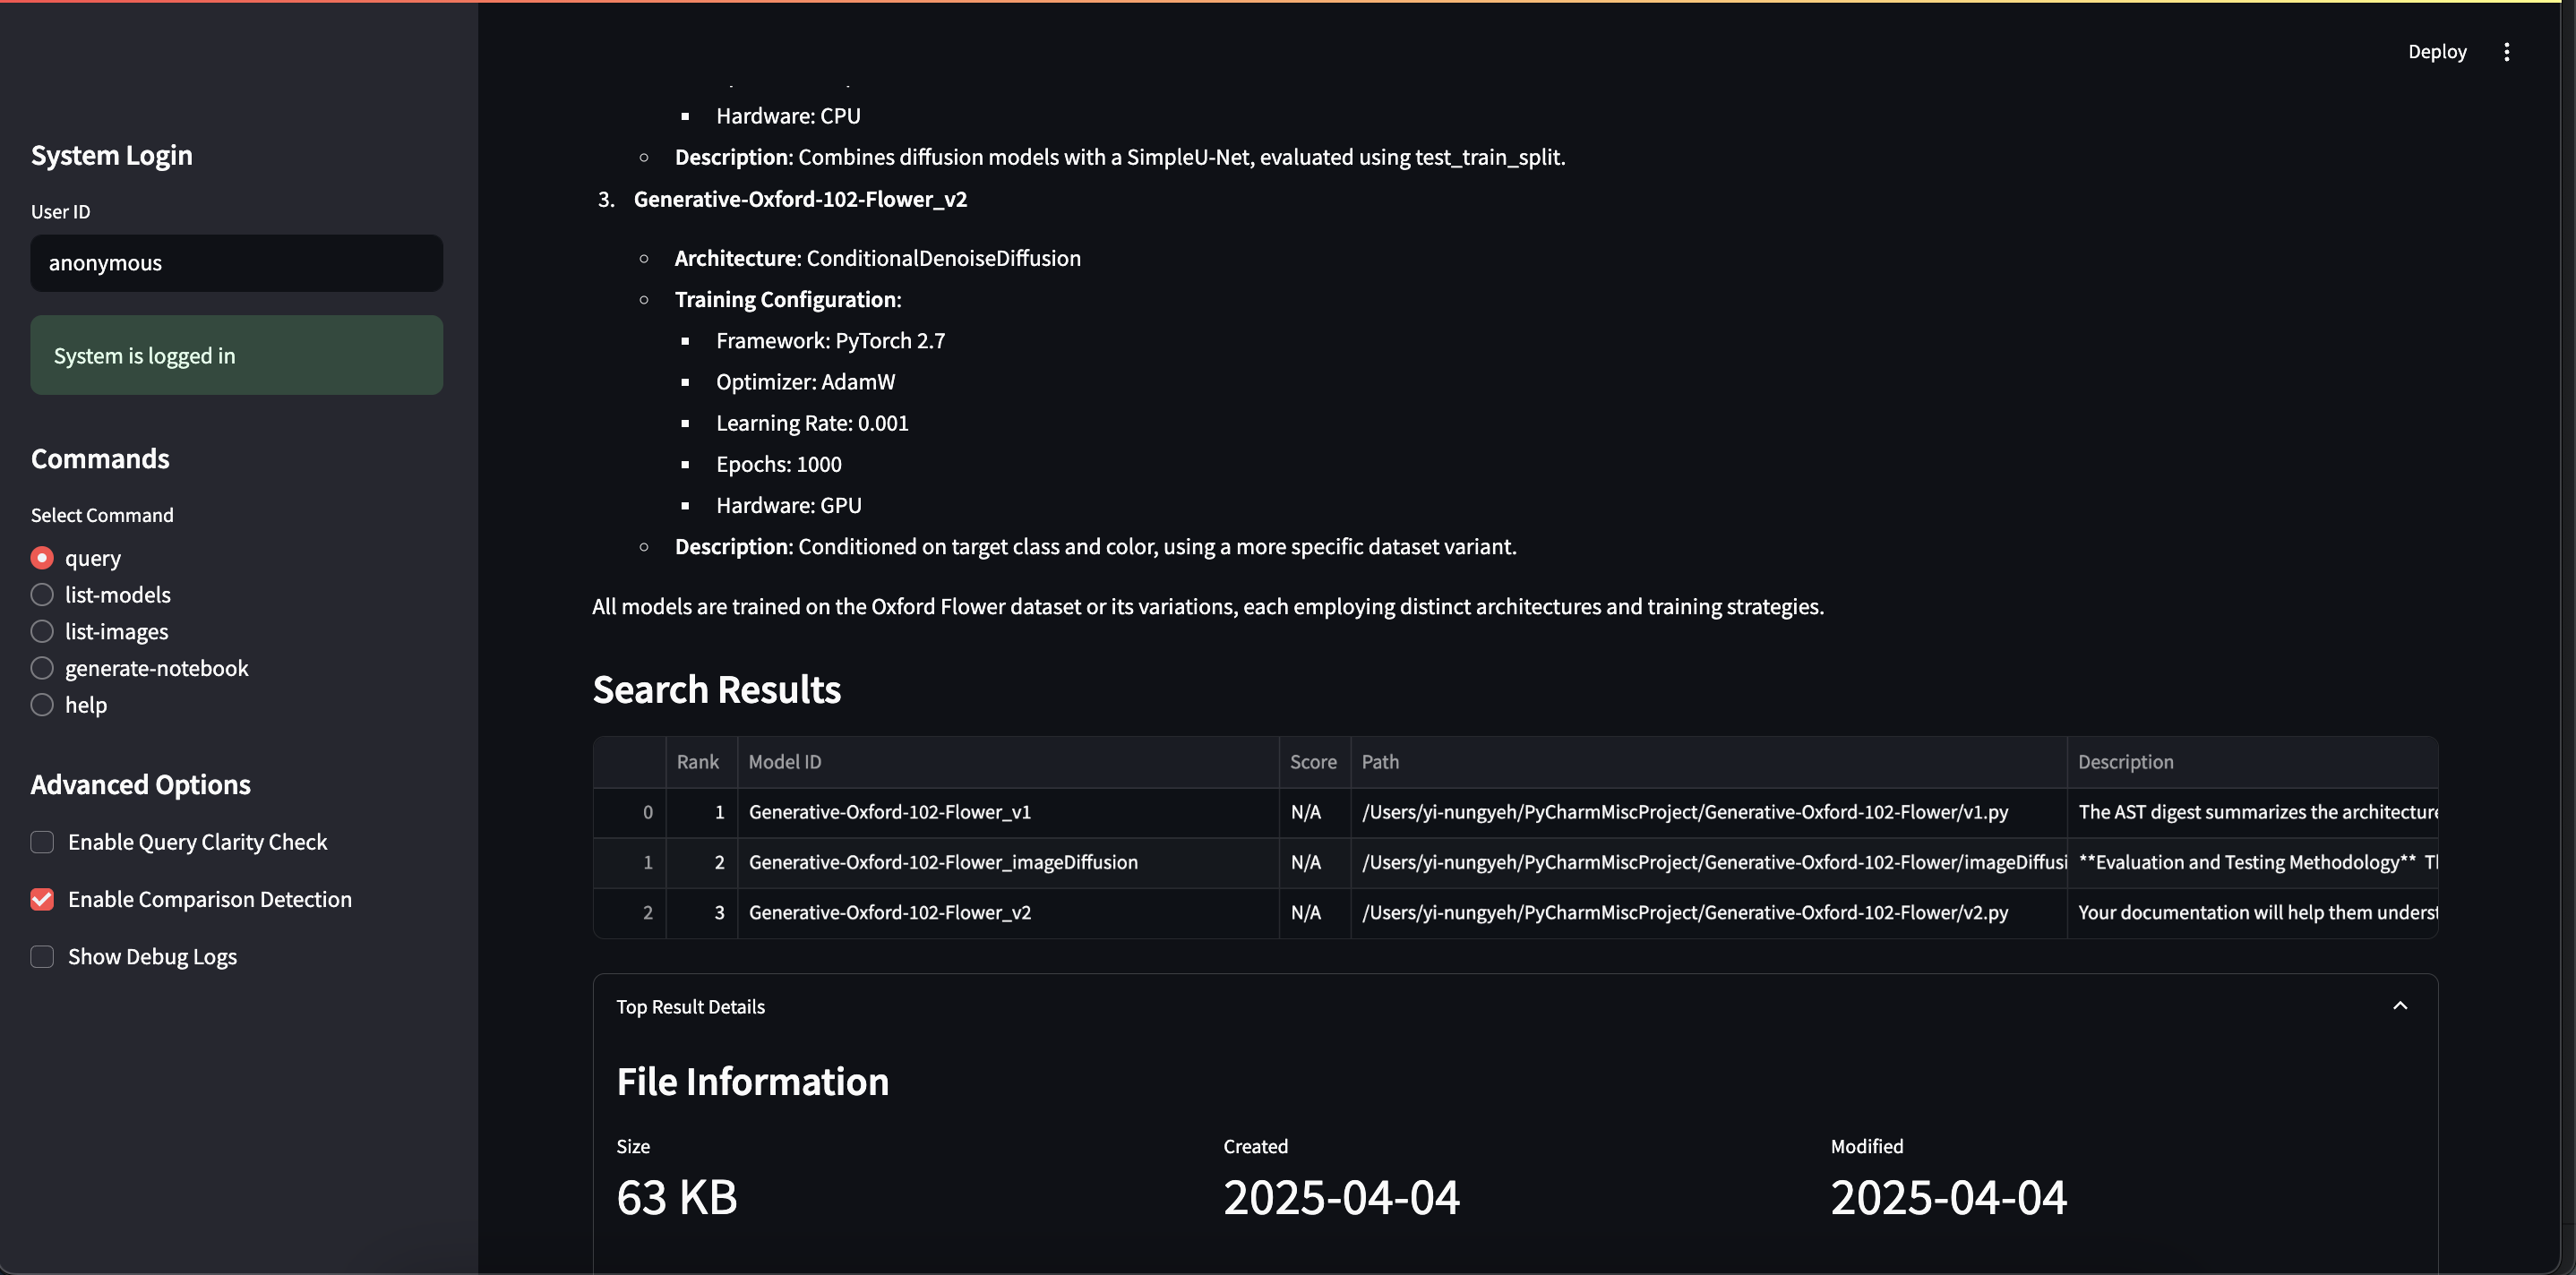 Deploy
System Login
User ID
anonymous
System is logged in
Commands
Select Command
query
list-models
list-images
generate-notebook
help
Advanced Options
Enable Query Clarity Check
Enable Comparison Detection
Show Debug Logs
Hardware: CPU
Description: Combines diffusion models with a SimpleU-Net, evaluated using test_train_split.
3. Generative-Oxford-102-Flower_v2
Architecture: ConditionalDenoiseDiffusion
Training Configuration:
Framework: PyTorch 2.7
Optimizer: AdamW
Learning Rate: 0.001
Epochs: 1000
Hardware: GPU
Description: Conditioned on target class and color, using a more specific dataset variant.
All models are trained on the Oxford Flower dataset or its variations, each employing distinct architectures and training strategies.
Search Results
Rank Model ID Score Path Description
0 1 Generative-Oxford-102-Flower_v1 N/A /Users/yi-nungyeh/PyCharmMiscProject/Generative-Oxford-102-Flower/v1.py The AST digest summarizes the architecture
1 2 Generative-Oxford-102-Flower_imageDiffusion N/A /Users/yi-nungyeh/PyCharmMiscProject/Generative-Oxford-102-Flower/imageDiffusi **Evaluation and Testing Methodology**
2 3 Generative-Oxford-102-Flower_v2 N/A /Users/yi-nungyeh/PyCharmMiscProject/Generative-Oxford-102-Flower/v2.py Your documentation will help them underst
Top Result Details
File Information
Size Created Modified
63 KB 2025-04-04 2025-04-04